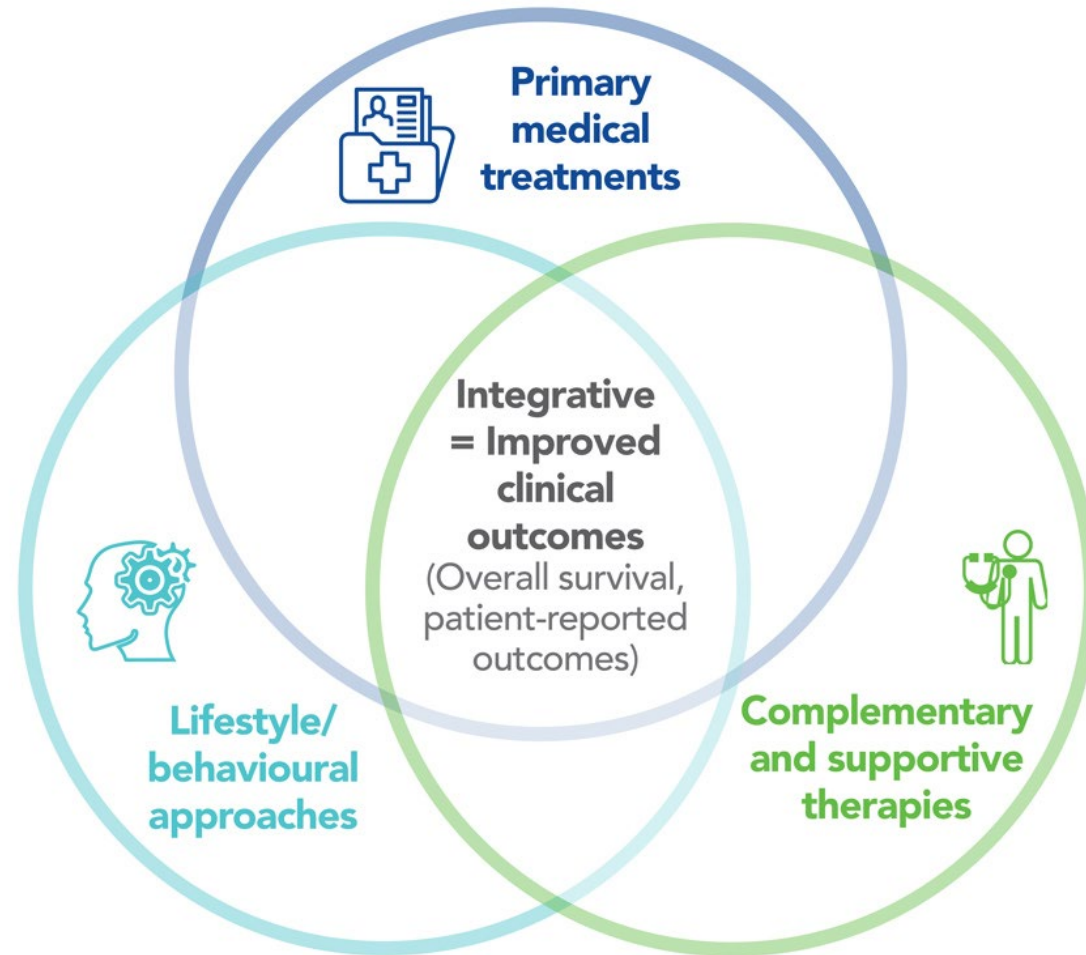 Primary
medical
treatments
Integrative
= Improved
clinical
outcomes
(Overall survival,
patient-reported
outcomes)
Lifestyle/
behavioural
approaches
Complementary
and supportive
therapies